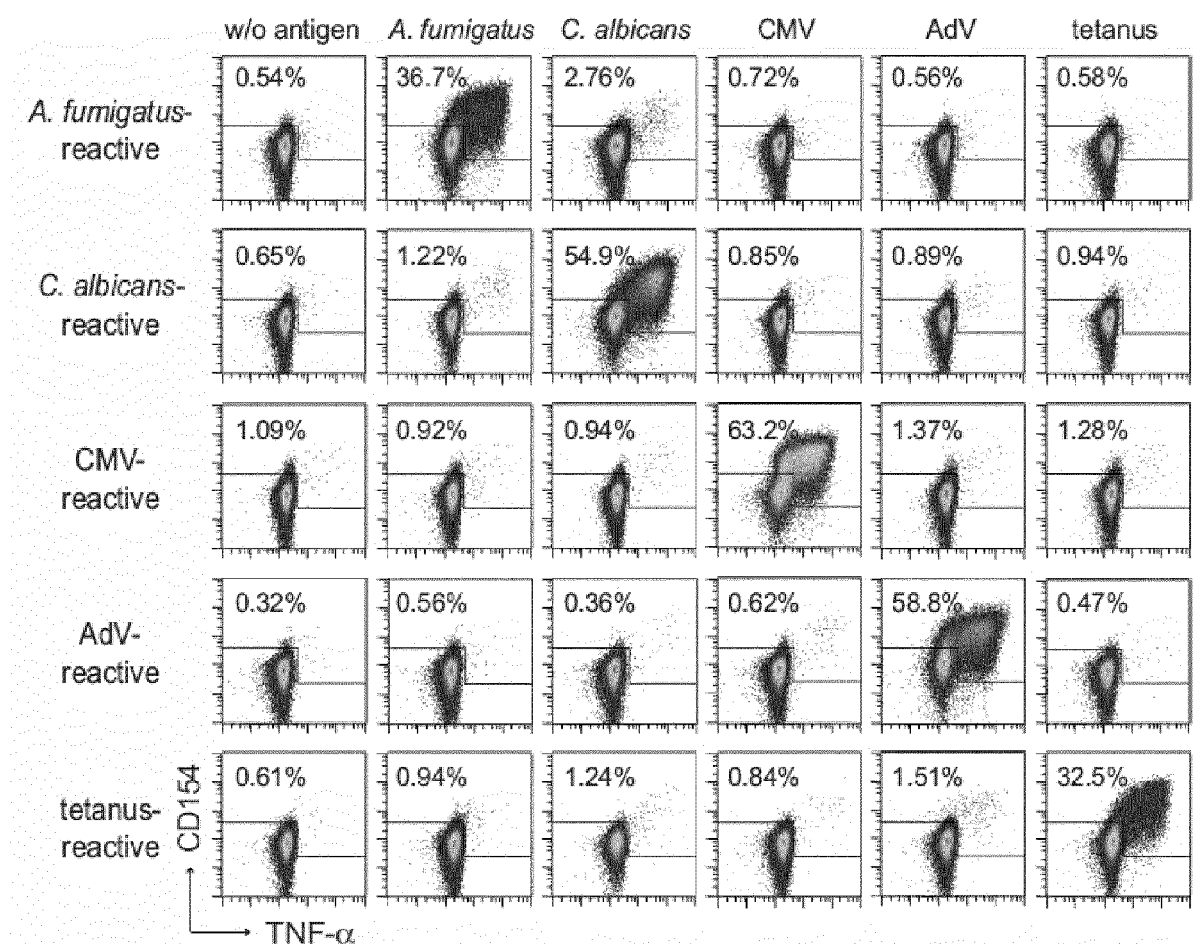 w/o antigen A. fumigatus C. albicans CMV AdV tetanus
0.54% 36.7% 2.76% 0.72% 0.56% 0.58%
A. fumigatus-
reactive
0.65% 1.22% 54.9% 0.85% 0.89% 0.94%
C. albicans-
reactive
1.09% 0.92% 0.94% 63.2% 1.37% 1.28%
CMV-
reactive
0.32% 0.56% 0.36% 0.62% 58.8% 0.47%
AdV-
reactive
0.61% 0.94% 1.24% 0.84% 1.51% 32.5%
tetanus-
reactive
CD154
TNF-α